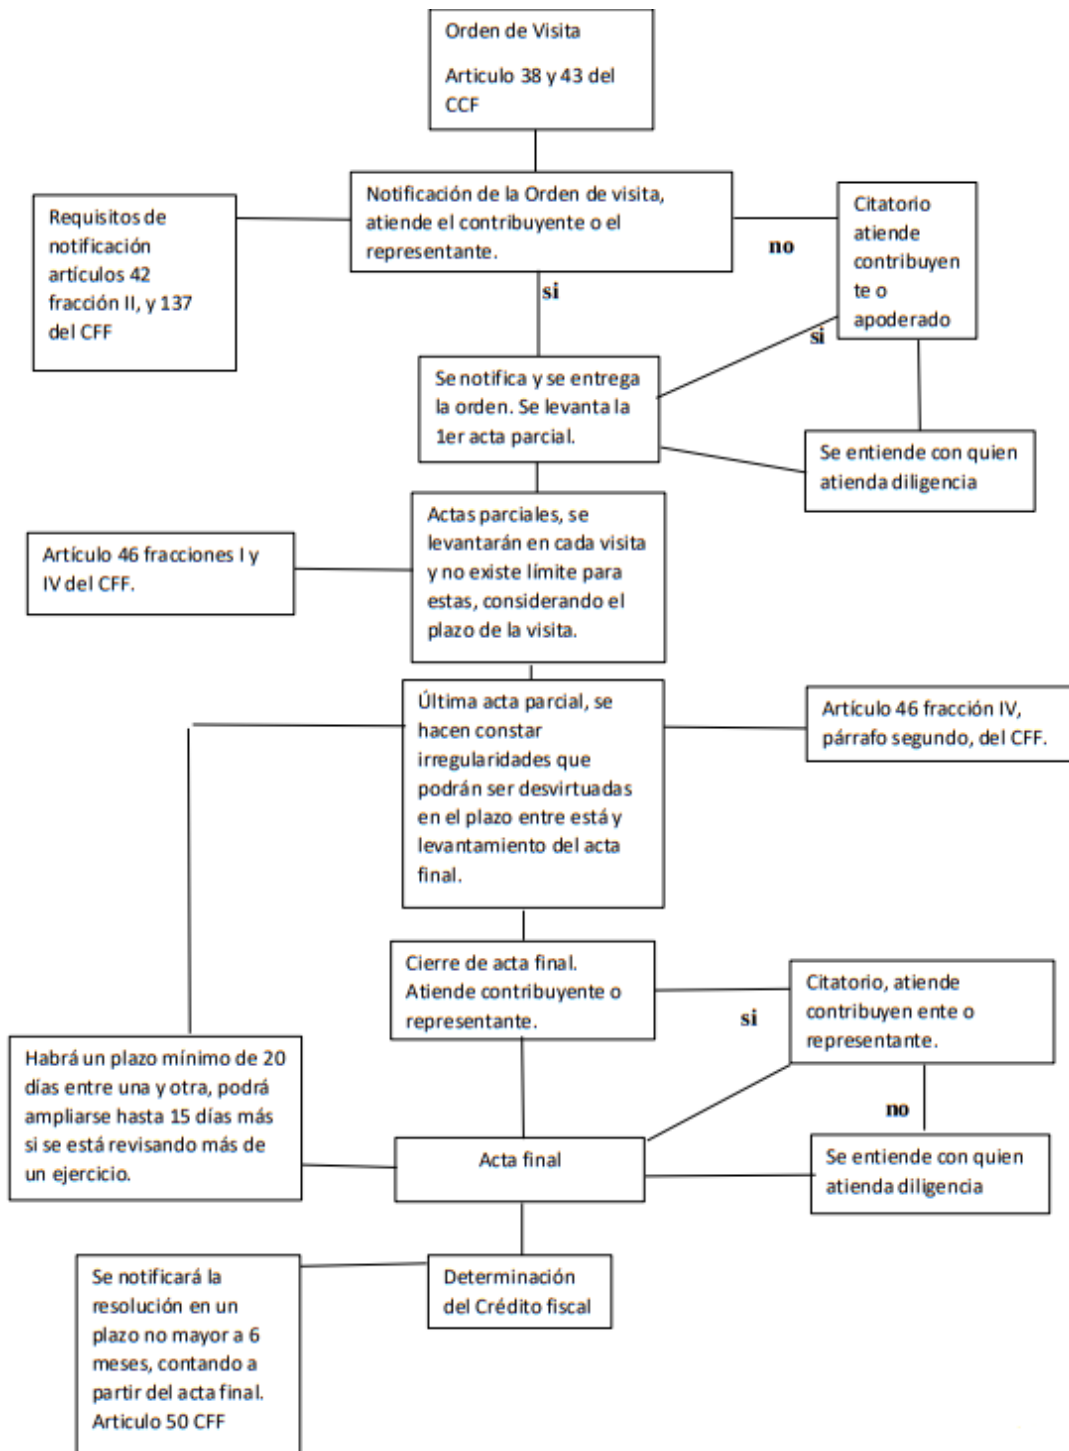 Orden de Visita
Articulo 38 y 43 del
CCF
Notificación de la Orden de visita,
atiende el contribuyente o el
representante.
Requisitos de
notificación
artículos 42
fracción II, y 137
del CFF
no
Citatorio
atiende
contribuyen
te o
apoderado
si
si
Se notifica y se entrega
la orden. Se levanta la
1er acta parcial.
Se entiende con quien
atienda diligencia
Actas parciales, se
levantarán en cada visita
y no existe límite para
estas, considerando el
plazo de la visita.
Artículo 46 fracciones I y
IV del CFF.
Última acta parcial, se
hacen constar
irregularidades que
podrán ser desvirtuadas
en el plazo entre está y
levantamiento del acta
final.
Artículo 46 fracción IV,
párrafo segundo, del CFF.
Cierre de acta final.
Atiende contribuyente o
representante.
si
Citatorio, atiende
contribuyen ente o
representante.
Habrá un plazo mínimo de 20
días entre una y otra, podrá
ampliarse hasta 15 días más
si se está revisando más de
un ejercicio.
no
Acta final
Se entiende con quien
atienda diligencia
Se notificará la
resolución en un
plazo no mayor a 6
meses, contando a
partir del acta final.
Articulo 50 CFF
Determinación
del Crédito fiscal